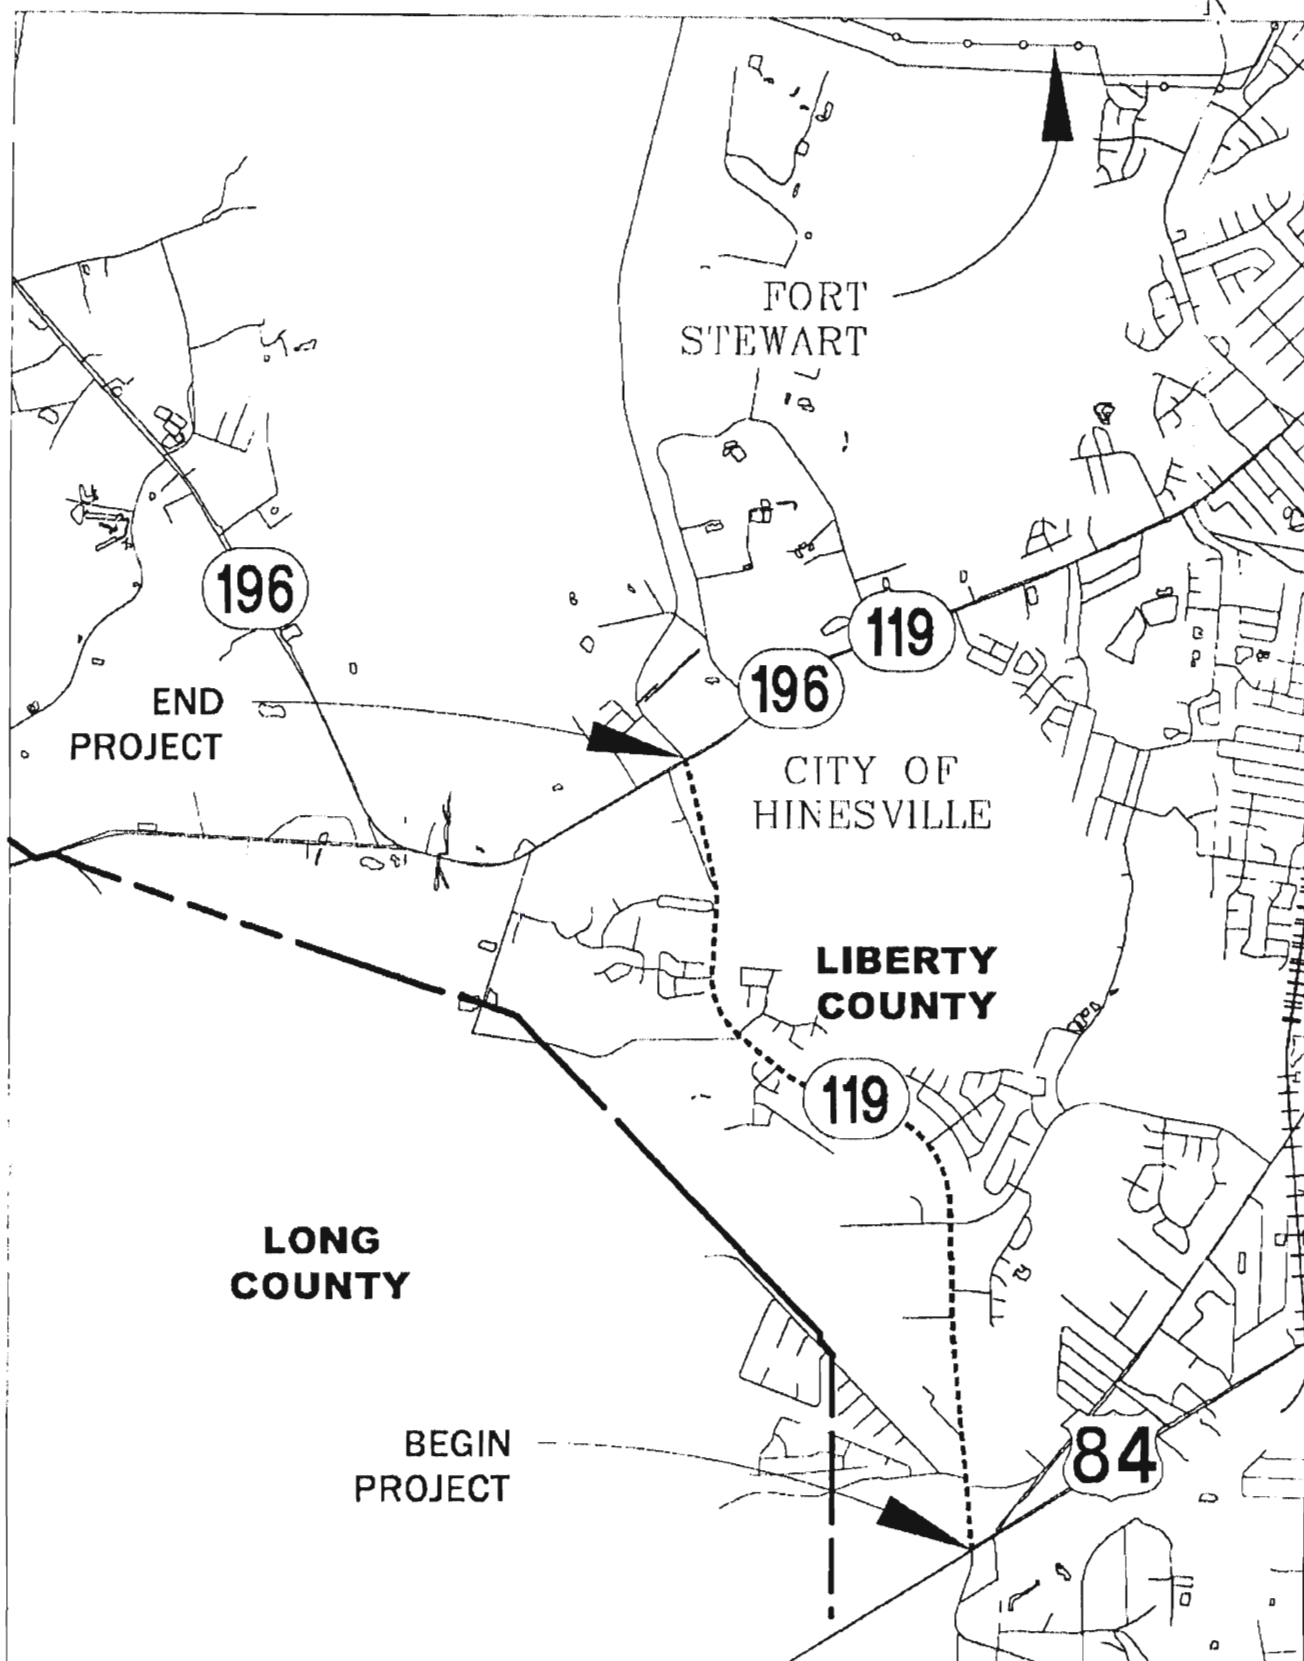 FORT
STEWART
196
119
196
END
PROJECT
CITY OF
HINESVILLE
LIBERTY
COUNTY
119
LONG
COUNTY
BEGIN
PROJECT
84